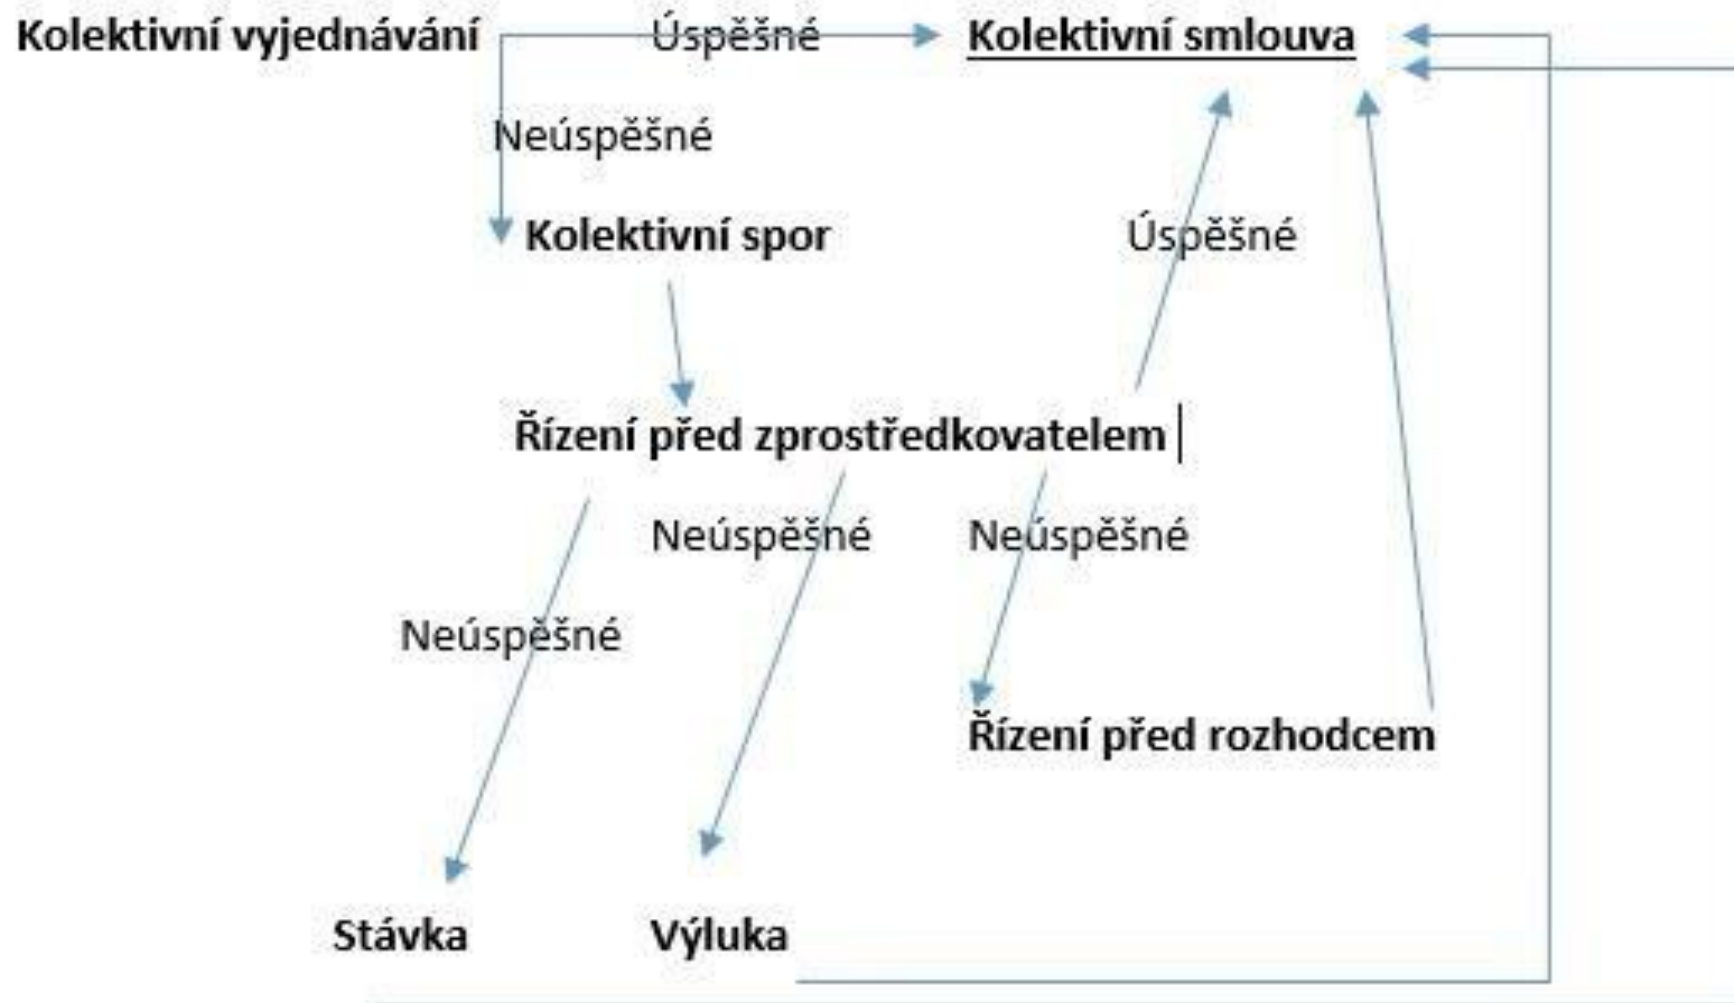 Kolektivní vyjednávání Úspěšné Kolektivní smlouva
Neúspěšné
Kolektivní spor Úspěšné
Řízení před zprostředkovatelem
Neúspěšné Neúspěšné
Neúspěšné
Řízení před rozhodcem
Stávka Výluka